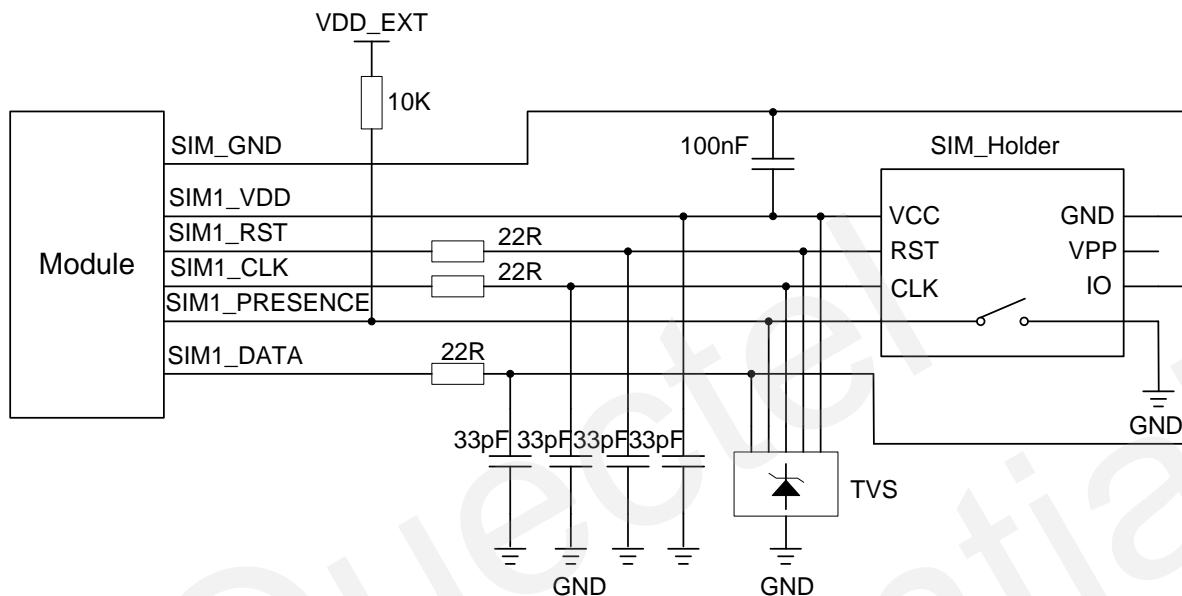 VDD_EXT
10K
SIM_GND
100nF
SIM_Holder
SIM1_VDD
VCC
GND
SIM1_RST
22R
RST
VPP
Module
SIM1_CLK
22R
CLK
IO
SIM1_PRESENCE
SIM1_DATA
22R
GND
33pF 33pF 33pF 33pF
TVS
GND
GND
Quectel